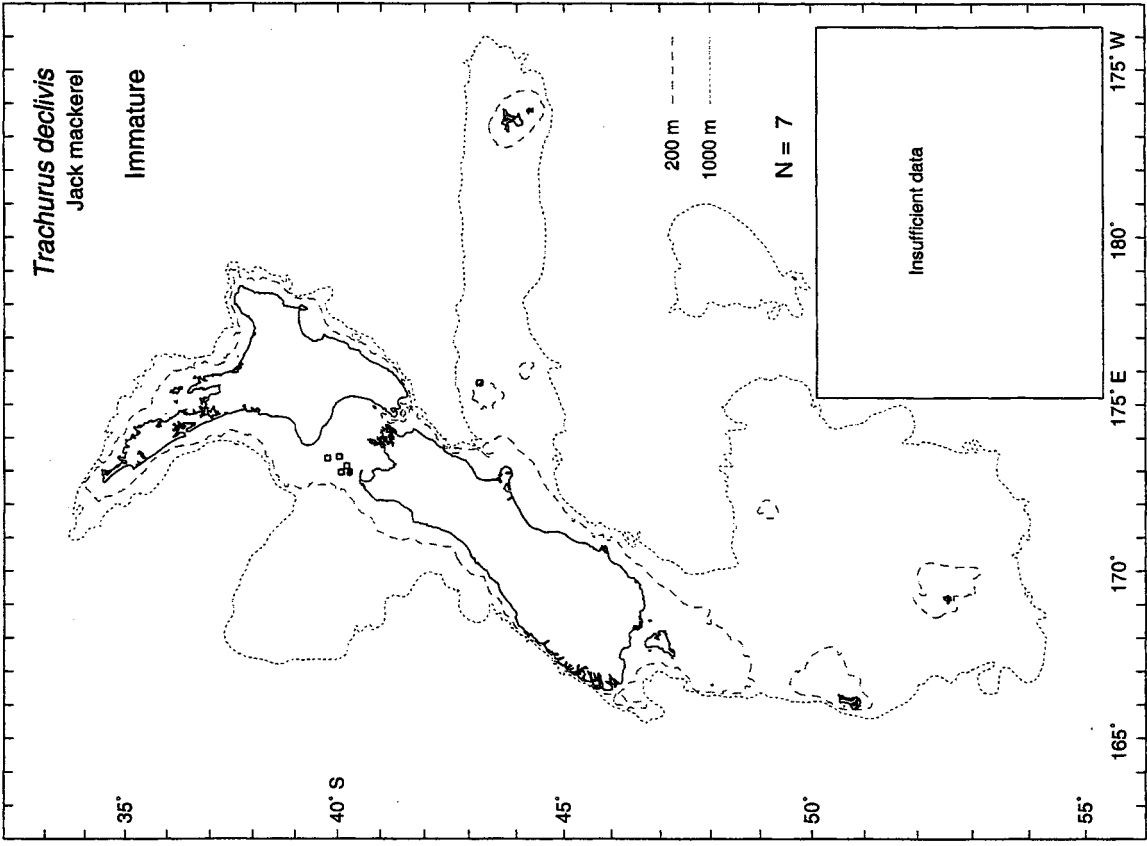 Trachurus declivis
Jack mackerel
Immature
35°
40° S
45°
50°
55°
165°
170°
175° E
180°
175° W
200 m
1000 m
N = 7
Insufficient data